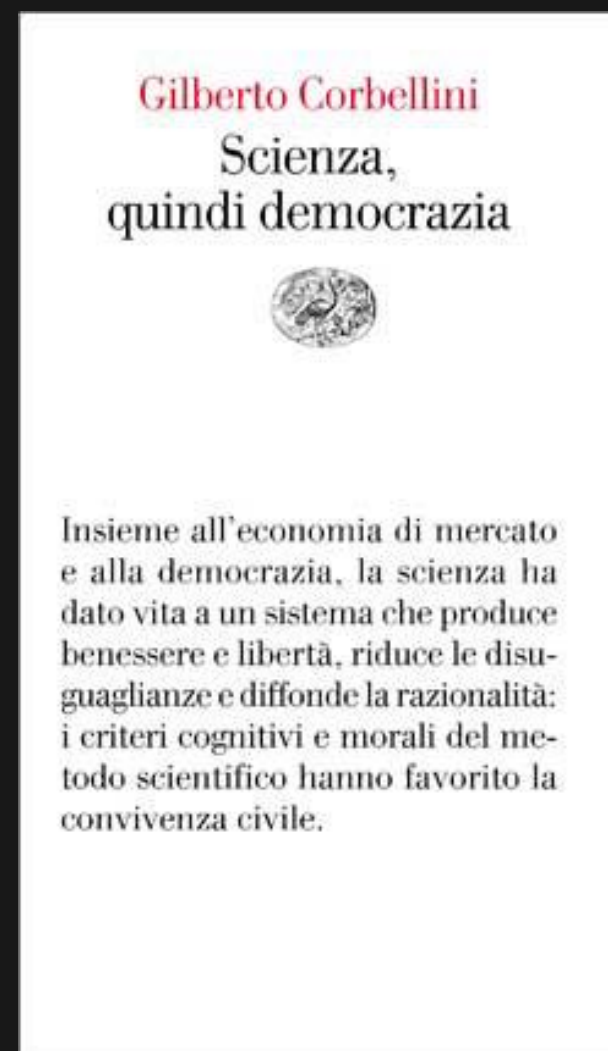 Gilberto Corbellini
Scienza,
quindi democrazia
Insieme all'economia di mercato
e alla democrazia, la scienza ha
dato vita a un sistema che produce
benessere e libertà, riduce le disu-
guaglianze e diffonde la razionalità:
i criteri cognitivi e morali del me-
todo scientifico hanno favorito la
convivenza civile.